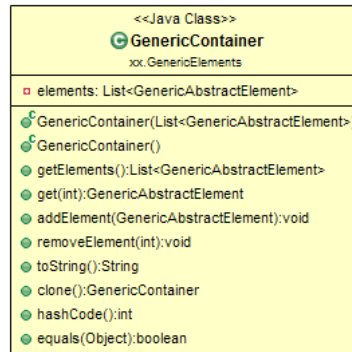 <<Java Class>>
GenericContainer
xx.GenericElements
elements: List<GenericAbstractElement>
GenericContainer(List<GenericAbstractElement>)
GenericContainer()
getElements():List<GenericAbstractElement>
get(int):GenericAbstractElement
addElement(GenericAbstractElement):void
removeElement(int):void
toString():String
clone():GenericContainer
hashCode():int
equals(Object):boolean